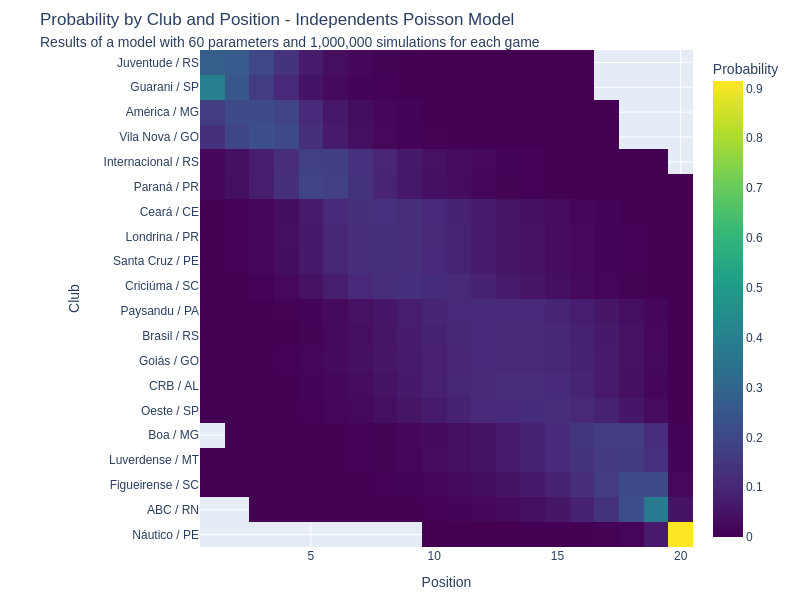 Probability by Club and Position - Independents Poisson Model
Results of a model with 60 parameters and 1,000,000 simulations for each game
Probability
Juventude / RS
Guarani / SP
América / MG
Vila Nova / GO
Internacional / RS
Paraná / PR
Ceará / CE
Londrina / PR
Santa Cruz / PE
Criciúma / SC
Paysandu / PA
Brasil / RS
Goiás / GO
CRB / AL
Oeste / SP
Boa / MG
Luverdense / MT
Figueirense / SC
ABC / RN
Náutico / PE
Club
5
10
15
20
Position
0.9
0.8
0.7
0.6
0.5
0.4
0.3
0.2
0.1
0